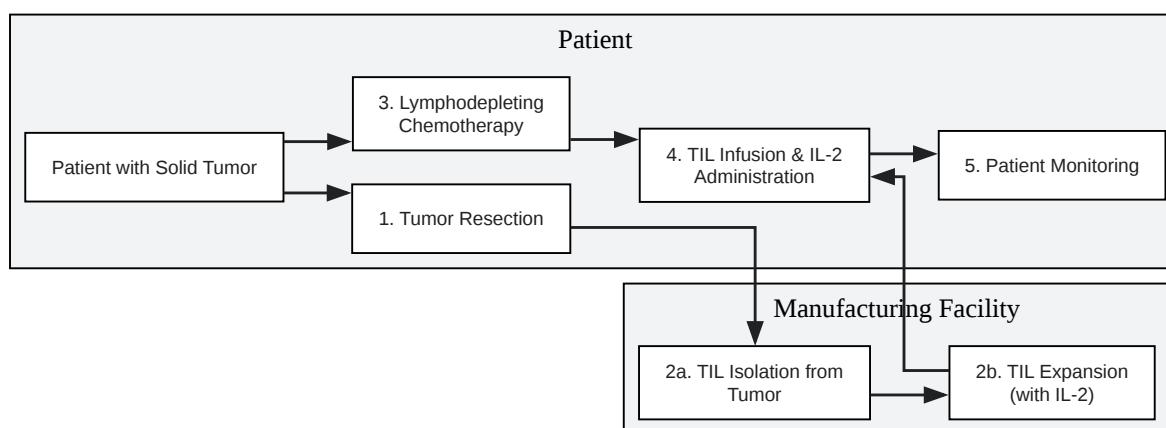 Patient
3. Lymphodepleting
Chemotherapy
Patient with Solid Tumor
4. TIL Infusion & IL-2
Administration
5. Patient Monitoring
1. Tumor Resection
Manufacturing Facility
2a. TIL Isolation from
Tumor
2b. TIL Expansion
(with IL-2)